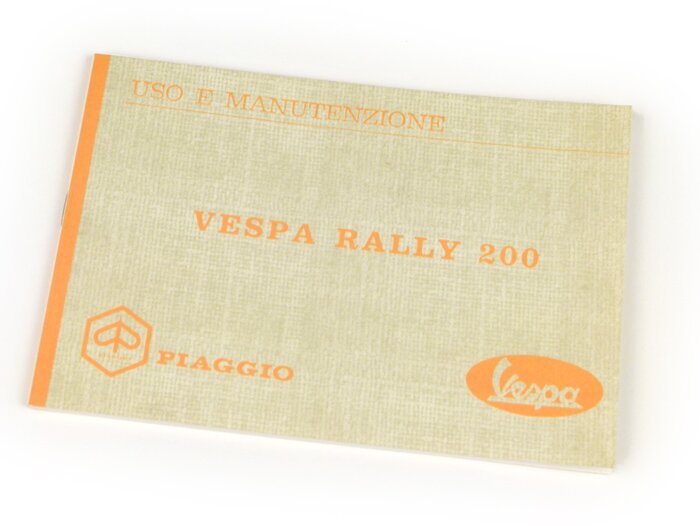 USO E MANUTENZIONE
VESPA RALLY 200
PIAGGIO
Vespa